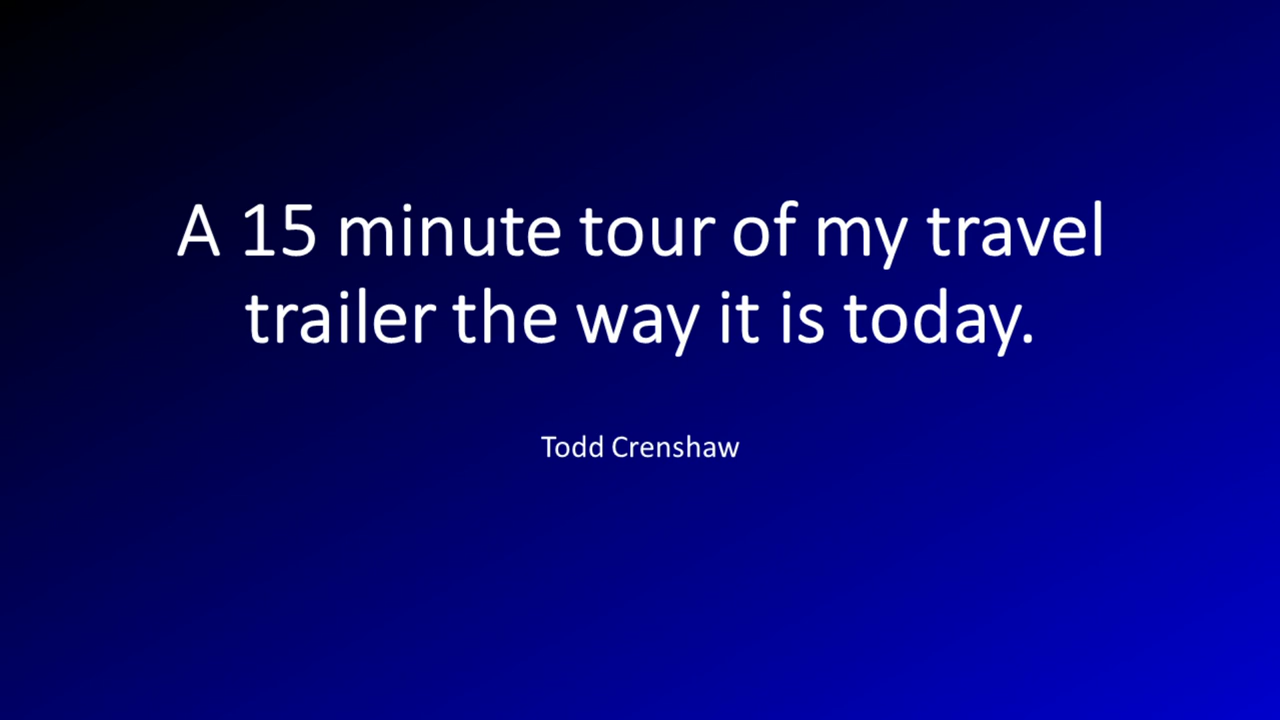 A 15 minute tour of my travel
trailer the way it is today.
Todd Crenshaw